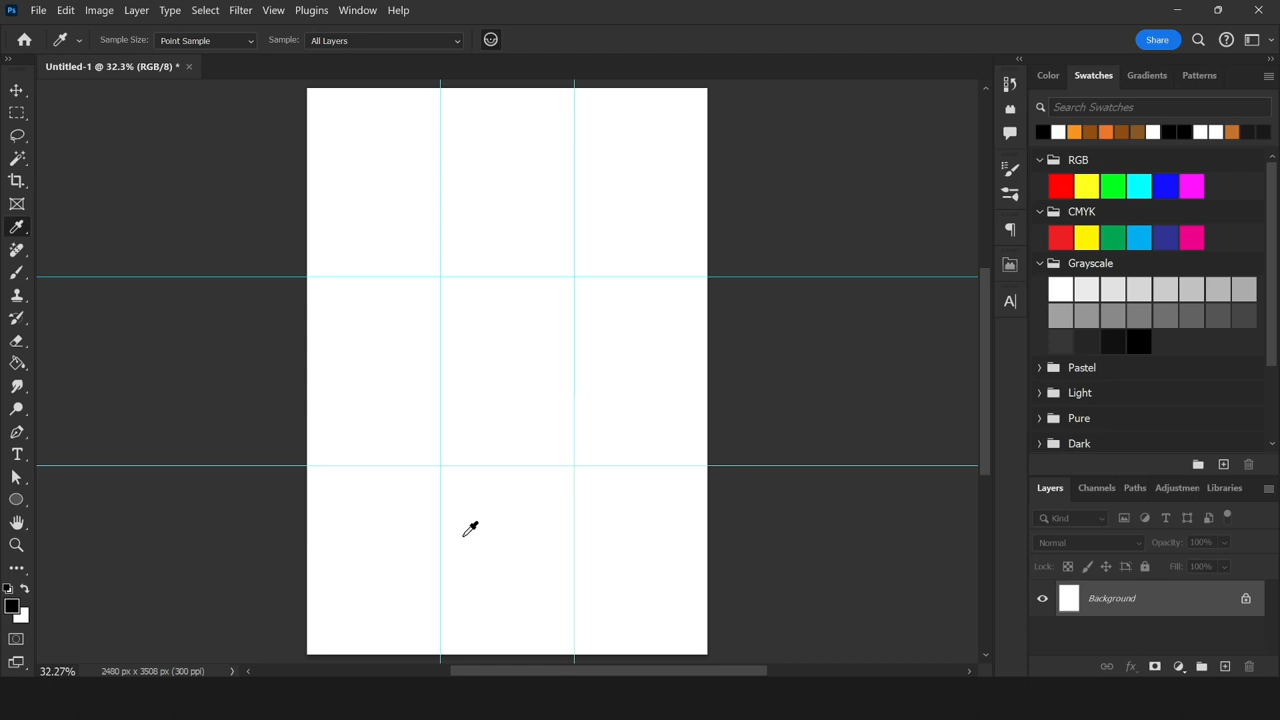 Ps File Edit Image Layer Type Select Filter View Plugins Window Help
Sample Size: Point Sample Sample: All Layers Share
Untitled-1 @ 32.3% (RGB/8) *
Color Swatches Gradients Patterns
Search Swatches
RGB
CMYK
Grayscale
Pastel
Light
Pure
Dark
Layers Channels Paths Adjustmen Libraries
Kind
Normal Opacity: 100%
Lock: Fill: 100%
Background
32.27% 2480 px x 3508 px (300 ppi)